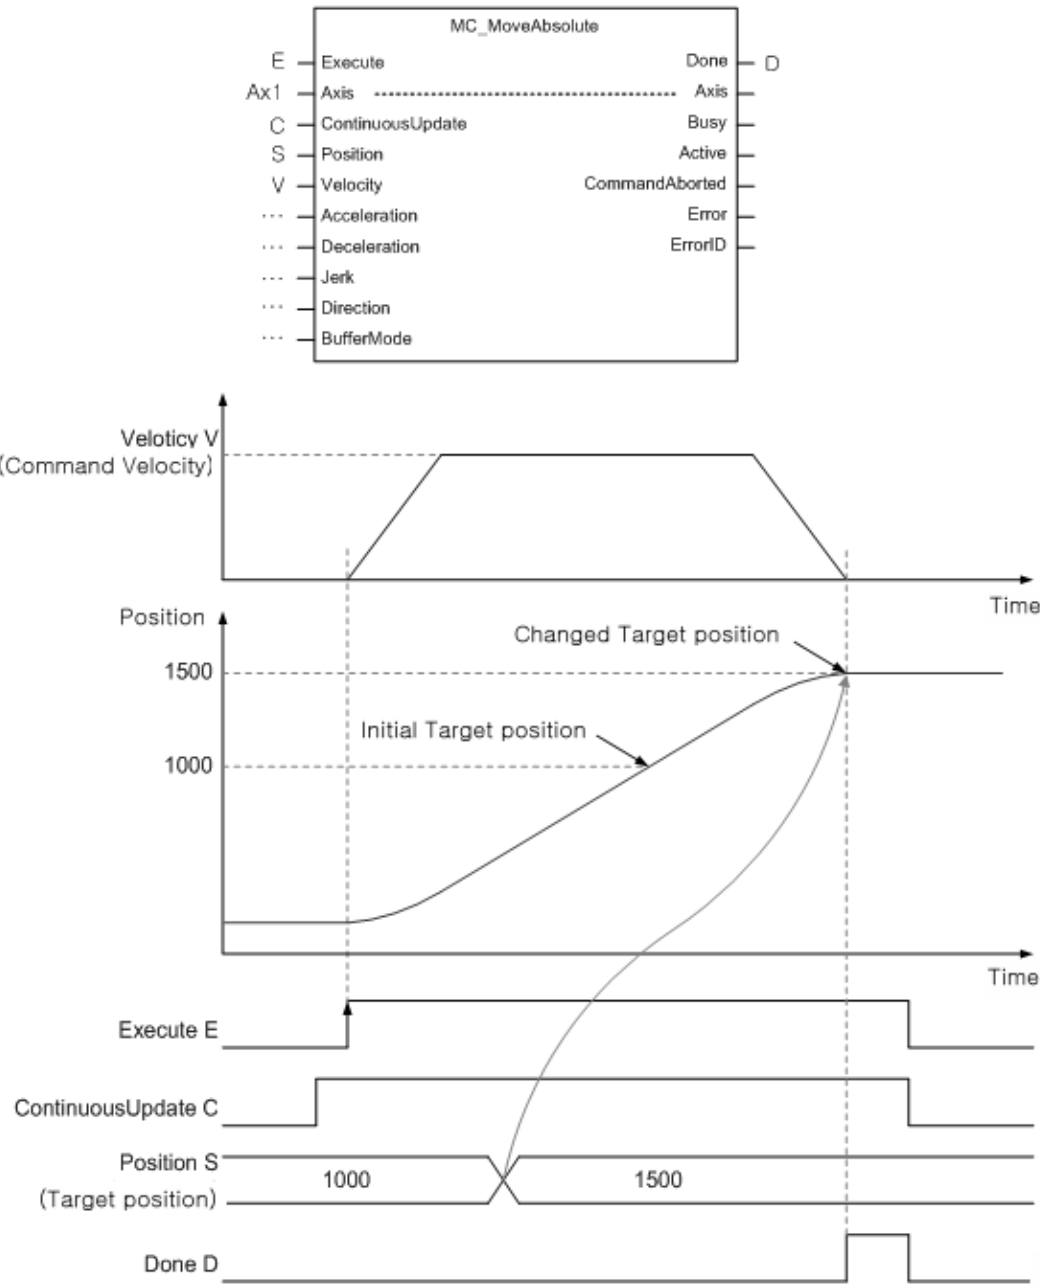 MC_MoveAbsolute
E Execute Done D
Ax1 Axis Axis
C ContinuousUpdate Busy
S Position Active
V Velocity CommandAborted
... Acceleration Error
... Deceleration ErrorID
... Jerk
... Direction
... BufferMode
Veloticy V
(Command Velocity)
Time
Position
Changed Target position
1500
Initial Target position
1000
Time
Execute E
ContinuousUpdate C
Position S
1000 1500
(Target position)
Done D